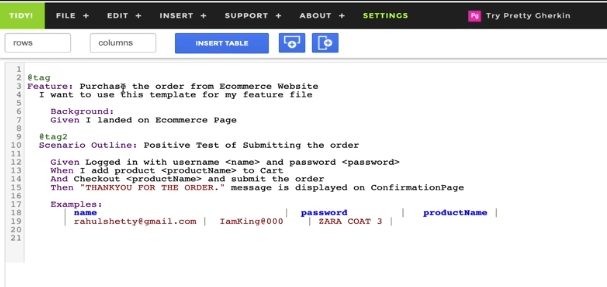 TIDY! FILE + EDIT + INSERT + SUPPORT + ABOUT + SETTINGS Pg Try Pretty Gherkin
rows columns INSERT TABLE
1
2 @tag
3 Feature: Purchase the order from Ecommerce Website
4 I want to use this template for my feature file
5
6 Background:
7 Given I landed on Ecommerce Page
8
9 @tag2
10 Scenario Outline: Positive Test of Submitting the order
11
12 Given Logged in with username <name> and password <password>
13 When I add product <productName> to Cart
14 And Checkout <productName> and submit the order
15 Then "THANKYOU FOR THE ORDER." message is displayed on ConfirmationPage
16
17 Examples:
18 | name | password | productName |
19 | rahulshetty@gmail.com | IamKing@000 | ZARA COAT 3 |
20
21